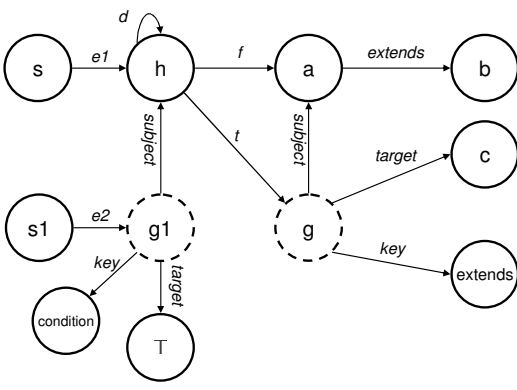 d
s
e1
h
f
a
extends
b
subject
t
subject
target
c
s1
e2
g1
g
key
target
key
extends
condition
⊤